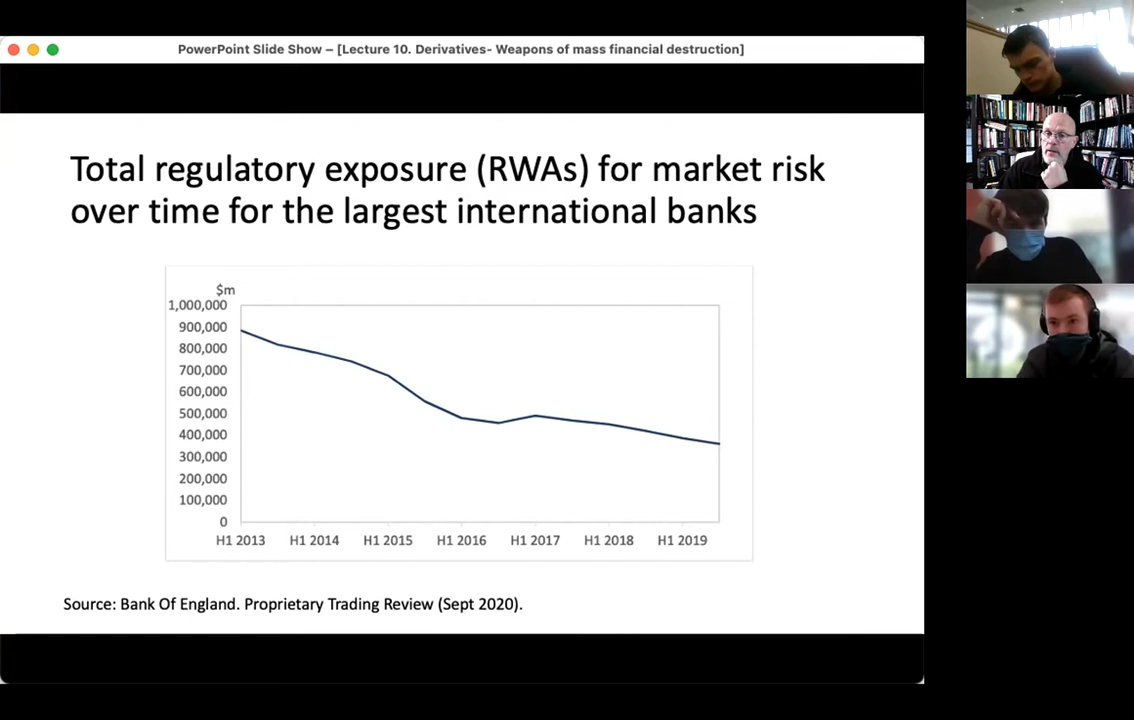 PowerPoint Slide Show – [Lecture 10. Derivatives- Weapons of mass financial destruction]
Total regulatory exposure (RWAs) for market risk
over time for the largest international banks
$m
1,000,000
900,000
800,000
700,000
600,000
500,000
400,000
300,000
200,000
100,000
0
H1 2013 H1 2014 H1 2015 H1 2016 H1 2017 H1 2018 H1 2019
Source: Bank Of England. Proprietary Trading Review (Sept 2020).